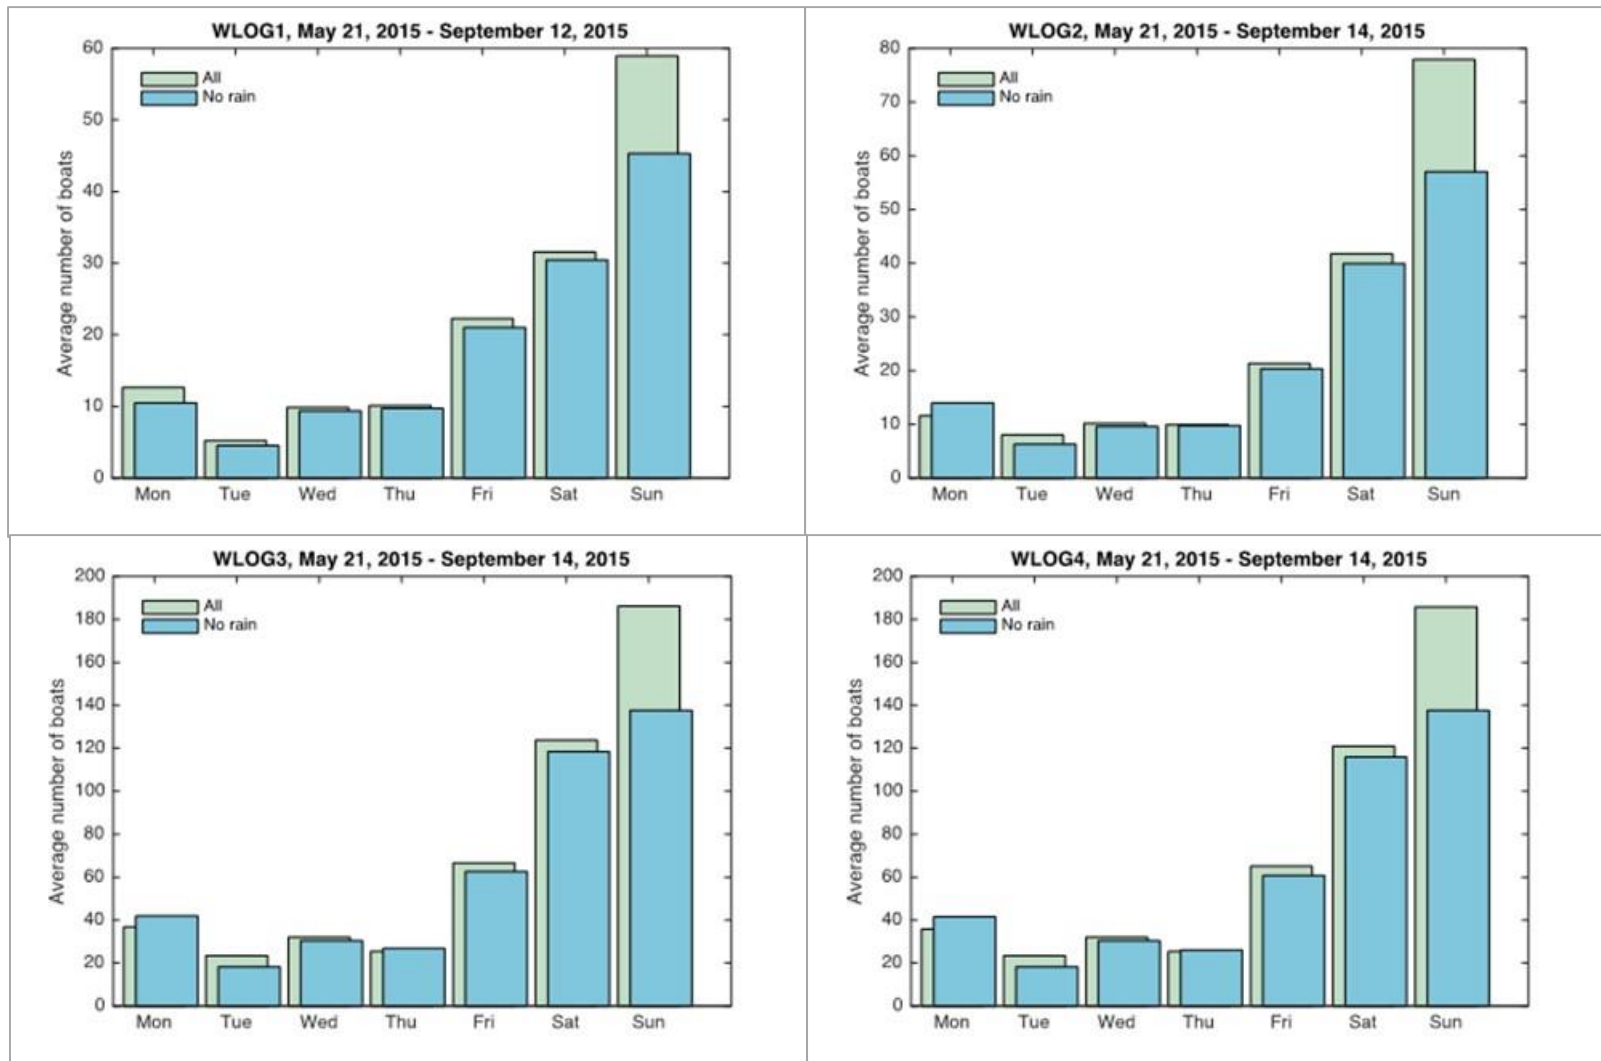 WLOG1, May 21, 2015 - September 12, 2015
All
No rain
Average number of boats
60
50
40
30
20
10
0
Mon Tue Wed Thu Fri Sat Sun
WLOG2, May 21, 2015 - September 14, 2015
All
No rain
Average number of boats
80
70
60
50
40
30
20
10
0
Mon Tue Wed Thu Fri Sat Sun
WLOG3, May 21, 2015 - September 14, 2015
All
No rain
Average number of boats
200
180
160
140
120
100
80
60
40
20
0
Mon Tue Wed Thu Fri Sat Sun
WLOG4, May 21, 2015 - September 14, 2015
All
No rain
Average number of boats
200
180
160
140
120
100
80
60
40
20
0
Mon Tue Wed Thu Fri Sat Sun